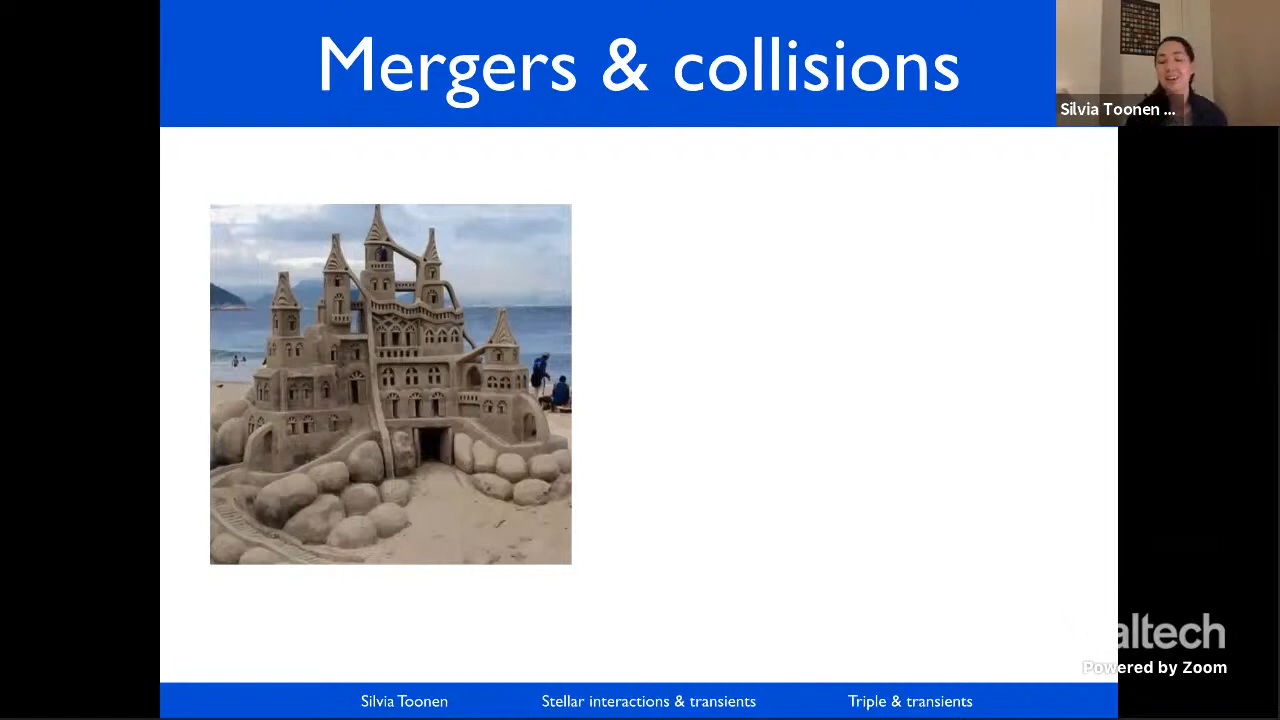 Mergers & collisions
Silvia Toonen ...
altech
Powered by Zoom
Silvia Toonen
Stellar interactions & transients
Triple & transients